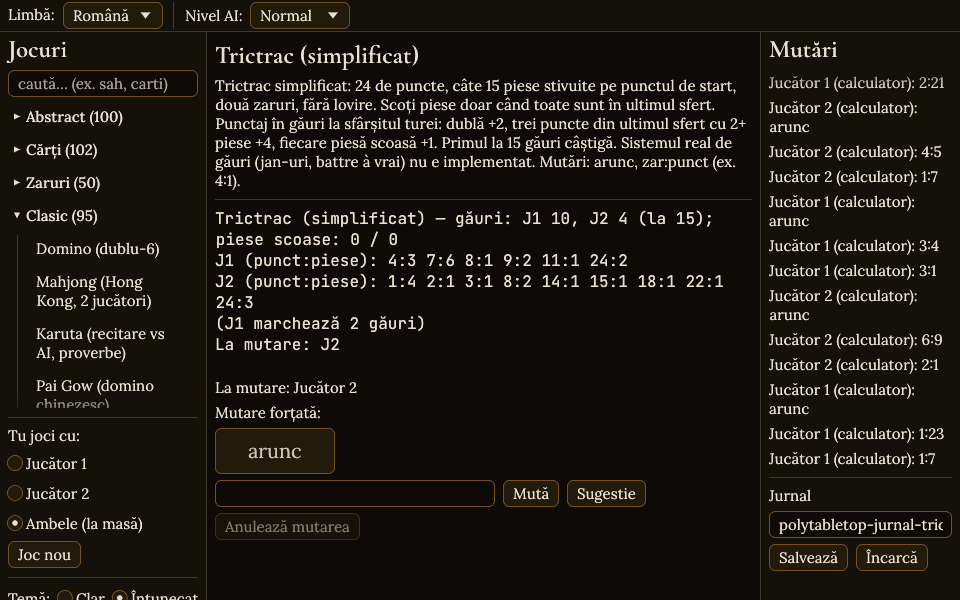 Limbă: Română ▼ Nivel AI: Normal ▼
Jocuri
caută... (ex. sah, carti)
▸ Abstract (100)
▸ Cărți (102)
▸ Zaruri (50)
▾ Clasic (95)
Domino (dublu-6)
Mahjong (Hong
Kong, 2 jucători)
Karuta (recitare vs
AI, proverbe)
Pai Gow (domino
chinezesc)
Tu joci cu:
Jucător 1
Jucător 2
Ambele (la masă)
Joc nou
Temă: Clar Întunecat
Trictrac (simplificat)
Trictrac simplificat: 24 de puncte, câte 15 piese stivuite pe punctul de start,
două zaruri, fără lovire. Scoți piese doar când toate sunt în ultimul sfert.
Punctaj în găuri la sfârșitul turei: dublă +2, trei puncte din ultimul sfert cu 2+
piese +4, fiecare piesă scoasă +1. Primul la 15 găuri câștigă. Sistemul real de
găuri (jan-uri, battre à vrai) nu e implementat. Mutări: arunc, zar:punct (ex.
4:1).
Trictrac (simplificat) — găuri: J1 10, J2 4 (la 15);
piese scoase: 0 / 0
J1 (punct:piese): 4:3 7:6 8:1 9:2 11:1 24:2
J2 (punct:piese): 1:4 2:1 3:1 8:2 14:1 15:1 18:1 22:1
24:3
(J1 marchează 2 găuri)
La mutare: J2
La mutare: Jucător 2
Mutare forțată:
arunc
Mută Sugestie
Anulează mutarea
Mutări
Jucător 1 (calculator): 2:21
Jucător 2 (calculator):
arunc
Jucător 2 (calculator): 4:5
Jucător 2 (calculator): 1:7
Jucător 1 (calculator):
arunc
Jucător 1 (calculator): 3:4
Jucător 1 (calculator): 3:1
Jucător 2 (calculator):
arunc
Jucător 2 (calculator): 6:9
Jucător 2 (calculator): 2:1
Jucător 1 (calculator):
arunc
Jucător 1 (calculator): 1:23
Jucător 1 (calculator): 1:7
Jurnal
polytabletop-jurnal-tric
Salvează Încarcă